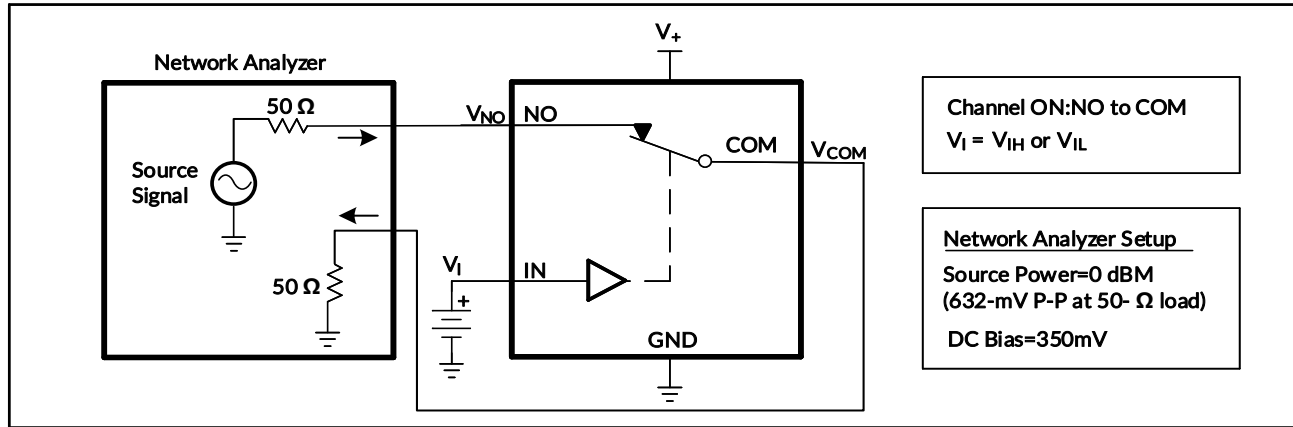 V+
Network Analyzer
50 Ω
Source
Signal
50 Ω
VNO
NO
COM
VCOM
VI
IN
+
GND
Channel ON:NO to COM
VI = VIH or VIL
Network Analyzer Setup
Source Power=0 dBM
(632-mV P-P at 50- Ω load)
DC Bias=350mV